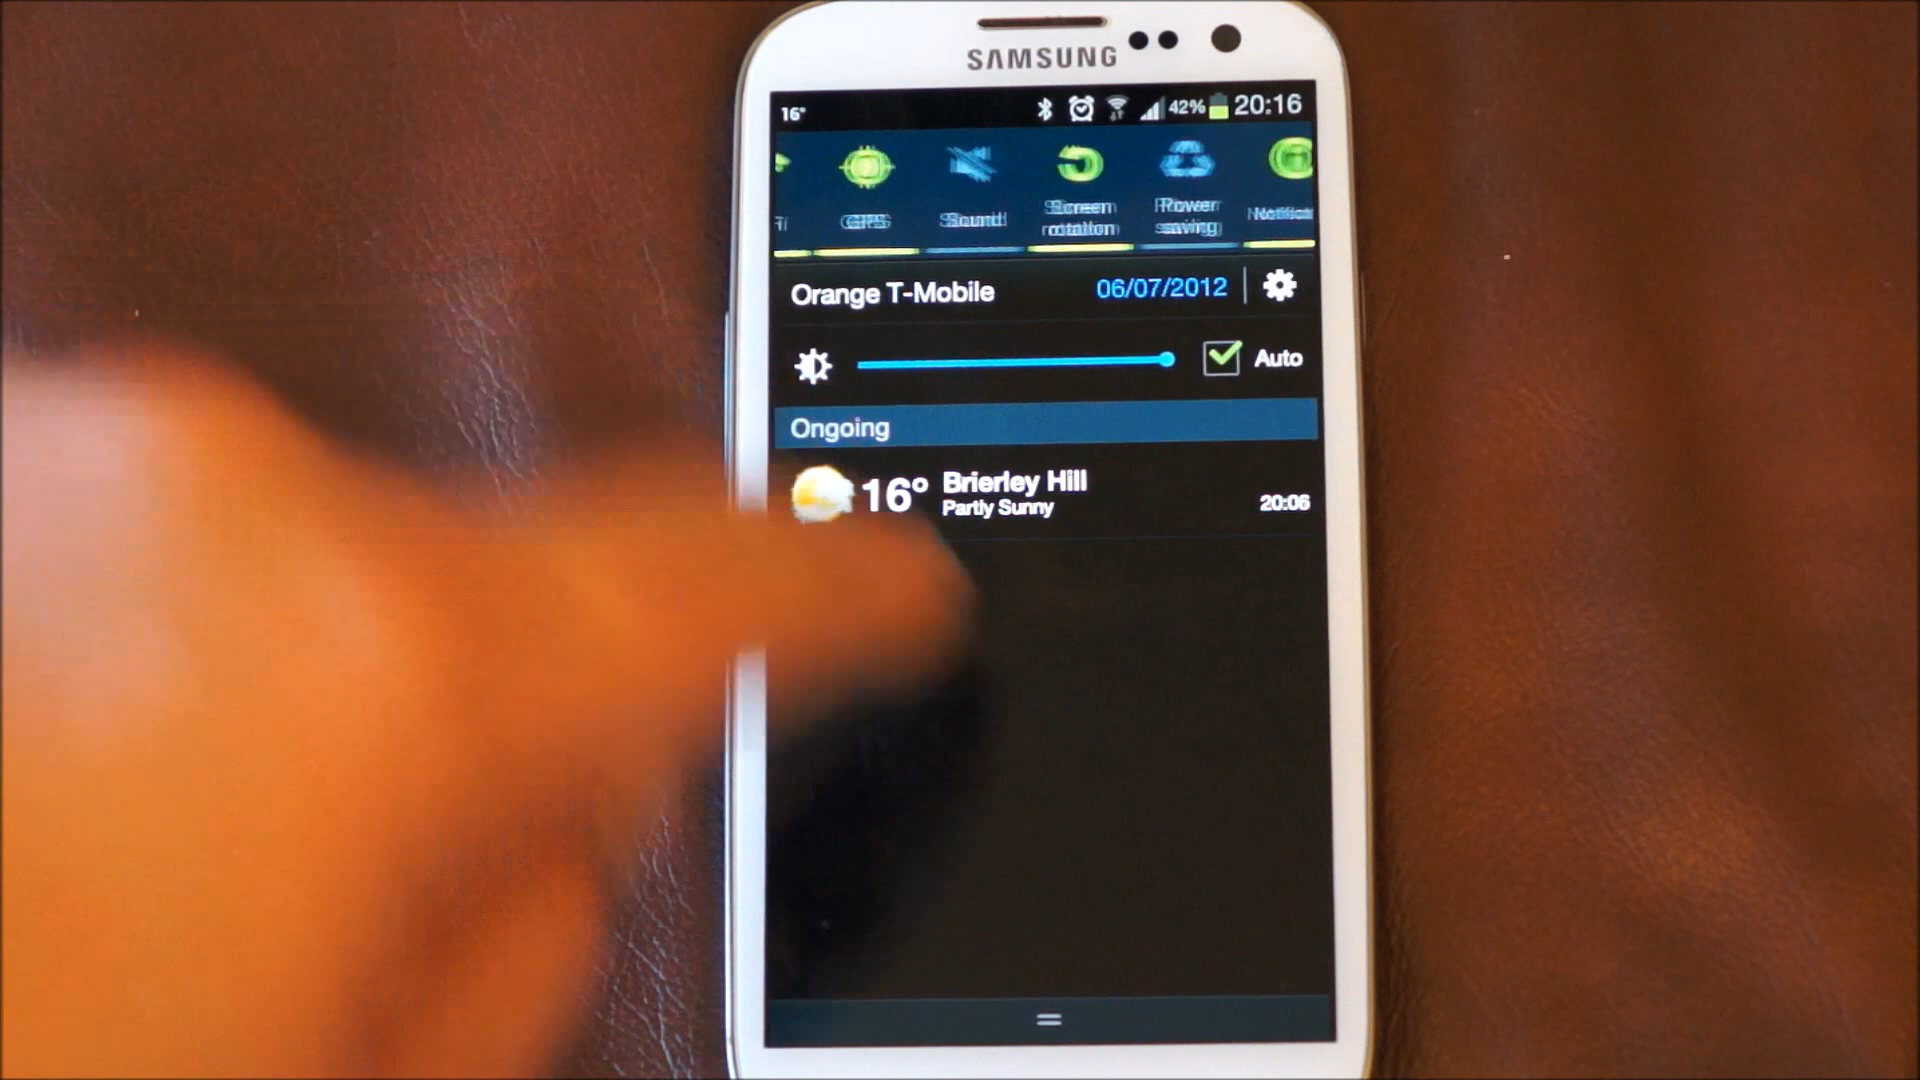 SAMSUNG
16° 42% 20:16
GPS Sound Screen rotation Power saving
Orange T-Mobile 06/07/2012
Auto
Ongoing
16° Brierley Hill
Partly Sunny 20:06